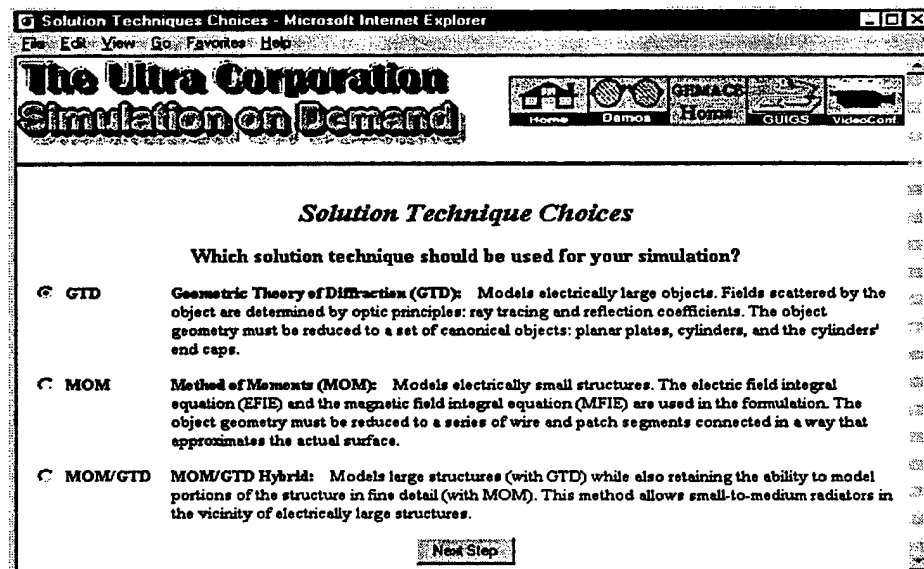 Solution Techniques Choices - Microsoft Internet Explorer
File Edit View Go Favorites Help
The Ultra Corporation
Simulation on Demand
Home
Demos
GEMACS
Home
GUIGS
VideoConf
Solution Technique Choices
Which solution technique should be used for your simulation?
GTD Geometric Theory of Diffraction (GTD): Models electrically large objects. Fields scattered by the
object are determined by optic principles: ray tracing and reflection coefficients. The object
geometry must be reduced to a set of canonical objects: planar plates, cylinders, and the cylinders'
end caps.
MOM Method of Moments (MOM): Models electrically small structures. The electric field integral
equation (EFIE) and the magnetic field integral equation (MFIE) are used in the formulation. The
object geometry must be reduced to a series of wire and patch segments connected in a way that
approximates the actual surface.
MOM/GTD MOM/GTD Hybrid: Models large structures (with GTD) while also retaining the ability to model
portions of the structure in fine detail (with MOM). This method allows small-to-medium radiators in
the vicinity of electrically large structures.
Next Step